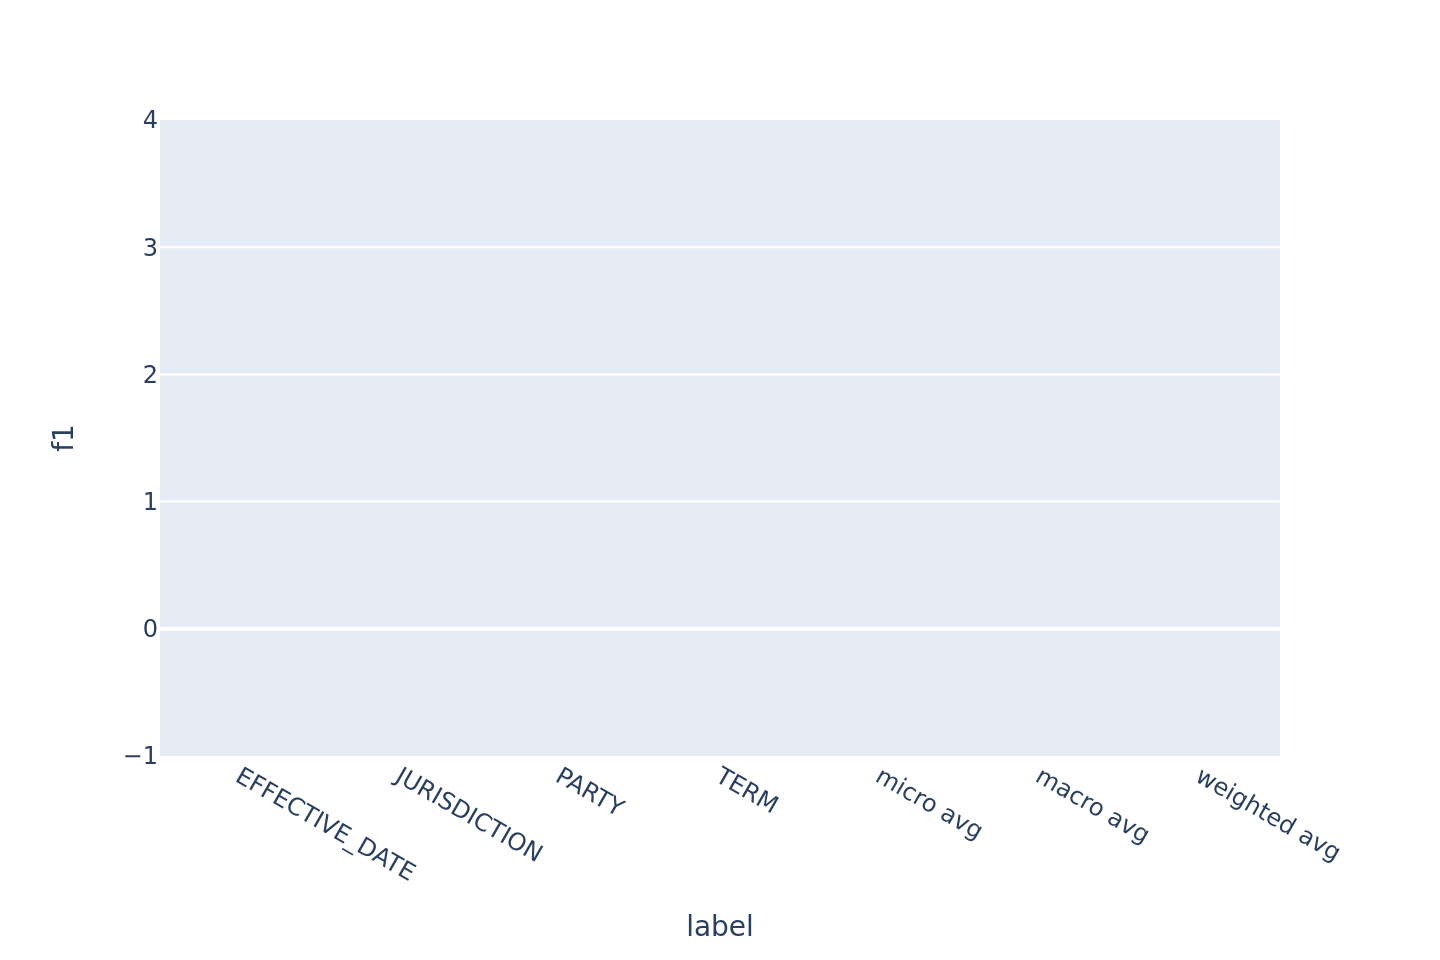 4
3
2
1
0
−1
f1
EFFECTIVE_DATE
JURISDICTION
PARTY
TERM
micro avg
macro avg
weighted avg
label